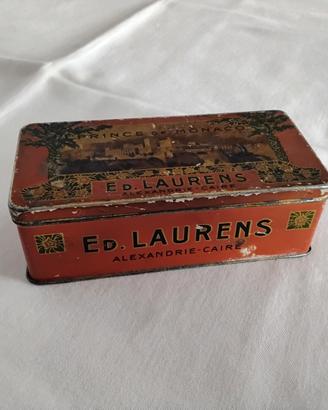 PRINCE DE MONACO
ED. LAURENS
ALEXANDRIE-CAIRE
ED. LAURENS
ALEXANDRIE-CAIRE